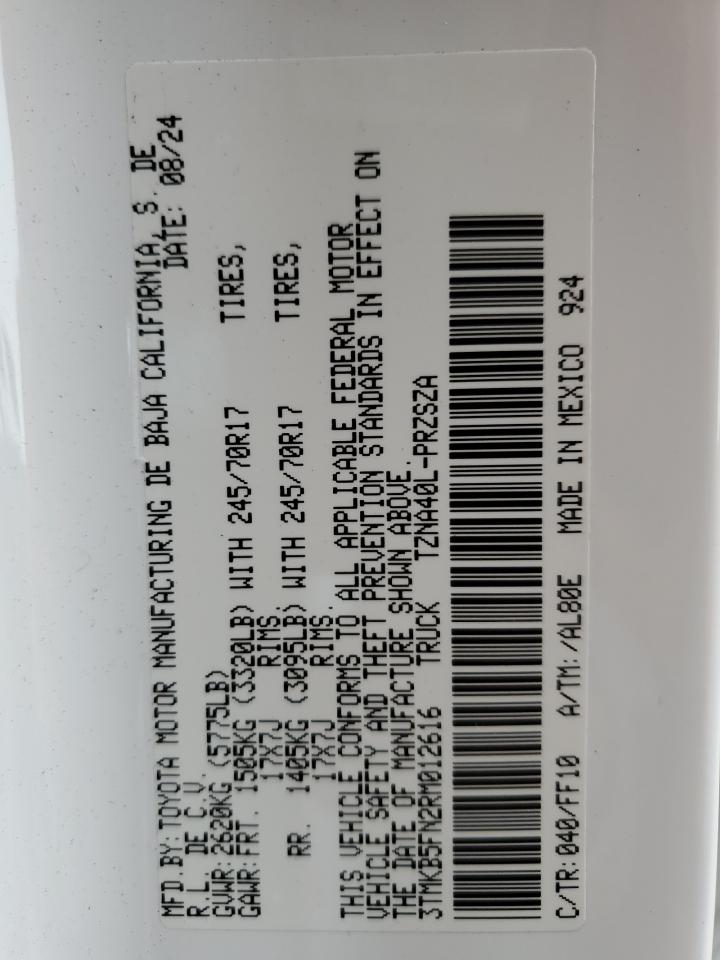 MFD.BY: TOYOTA MOTOR MANUFACTURING DE BAJA CALIFORNIA, S. DE
R.L. DE C.V. DATE: 08/24
GVWR: 2620KG (5775LB)
GAWR: FRT. 1505KG (3320LB) WITH 245/70R17 TIRES,
17X7J RIMS.
RR. 1405KG (3095LB) WITH 245/70R17 TIRES,
17X7J RIMS.
THIS VEHICLE CONFORMS TO ALL APPLICABLE FEDERAL MOTOR
VEHICLE SAFETY AND THEFT PREVENTION STANDARDS IN EFFECT ON
THE DATE OF MANUFACTURE SHOWN ABOVE.
3TMKB5FN2RM012616 TRUCK TZNA40L-PRZSZA
C/TR: 040/FF10 A/TM: /AL80E MADE IN MEXICO 924